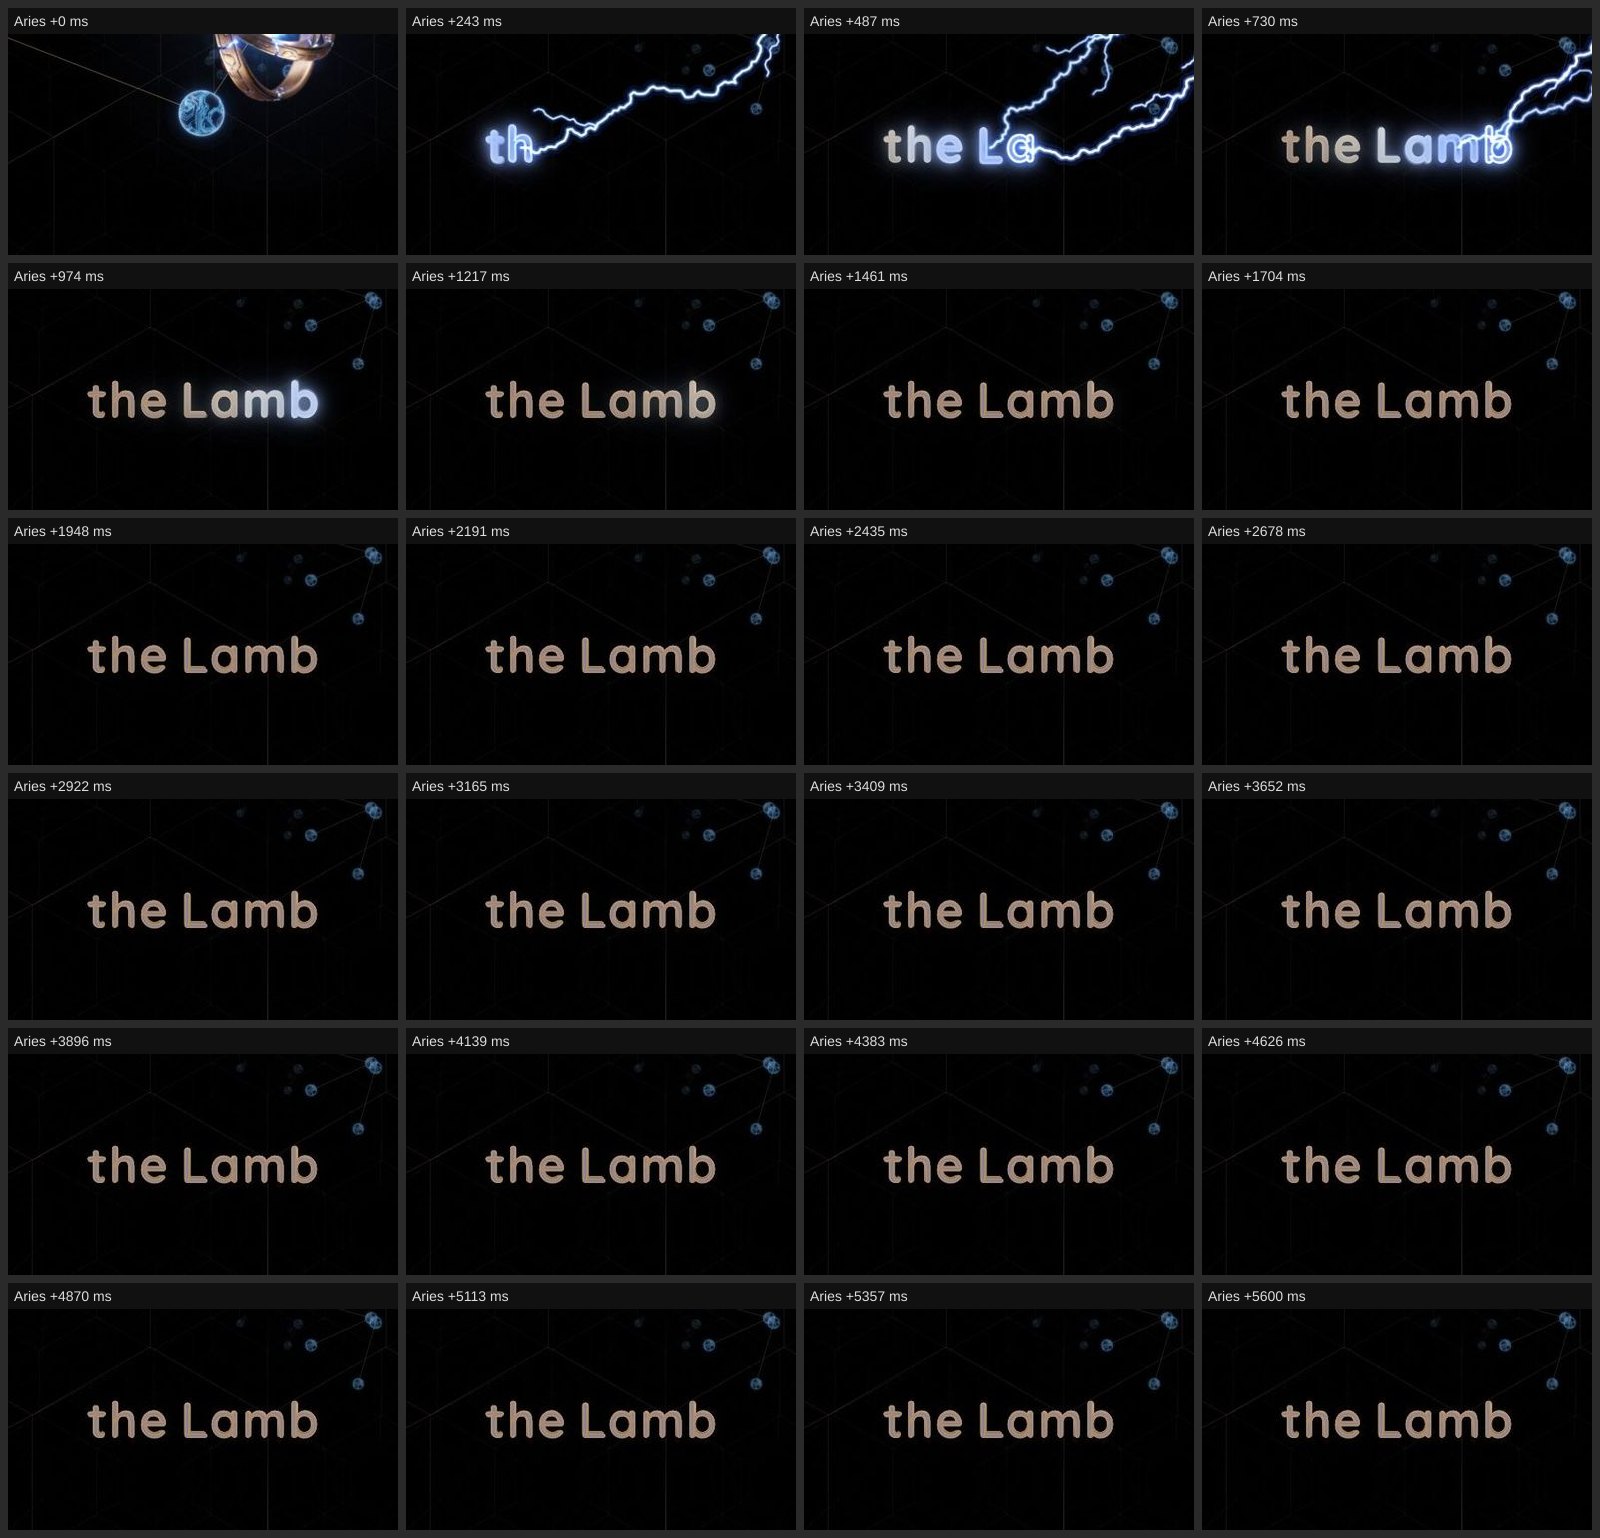 Aries +0 ms
Aries +243 ms
th
Aries +487 ms
the La
Aries +730 ms
the Lamb
Aries +974 ms
the Lamb
Aries +1217 ms
the Lamb
Aries +1461 ms
the Lamb
Aries +1704 ms
the Lamb
Aries +1948 ms
the Lamb
Aries +2191 ms
the Lamb
Aries +2435 ms
the Lamb
Aries +2678 ms
the Lamb
Aries +2922 ms
the Lamb
Aries +3165 ms
the Lamb
Aries +3409 ms
the Lamb
Aries +3652 ms
the Lamb
Aries +3896 ms
the Lamb
Aries +4139 ms
the Lamb
Aries +4383 ms
the Lamb
Aries +4626 ms
the Lamb
Aries +4870 ms
the Lamb
Aries +5113 ms
the Lamb
Aries +5357 ms
the Lamb
Aries +5600 ms
the Lamb